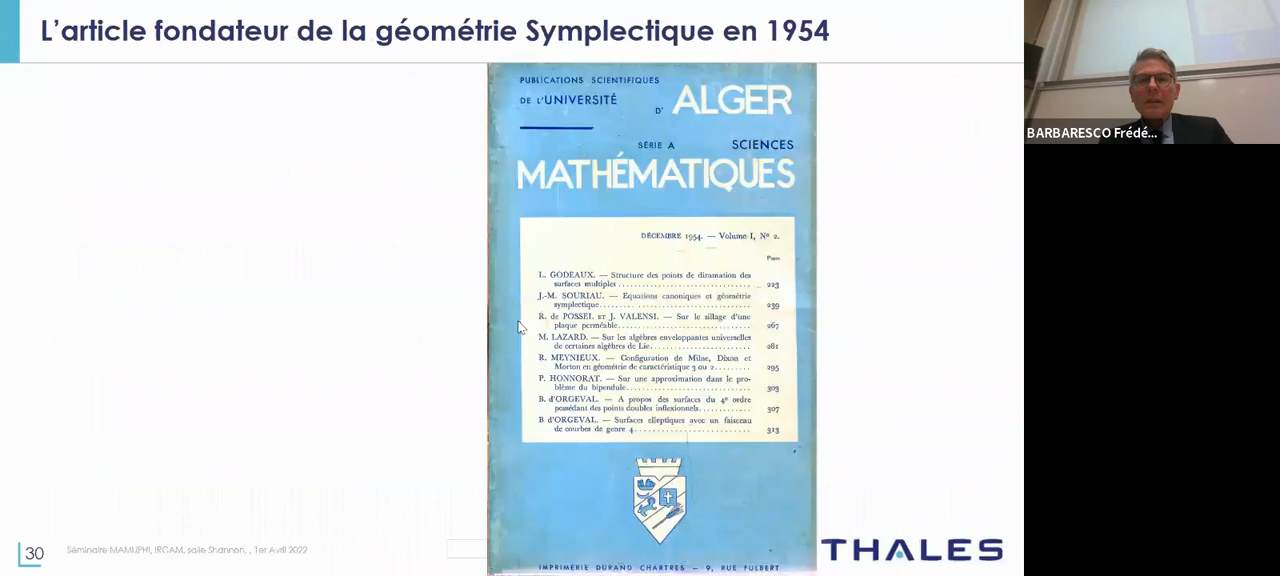 L'article fondateur de la géométrie Symplectique en 1954
PUBLICATIONS SCIENTIFIQUES
DE L'UNIVERSITÉ
D' ALGER
SÉRIE A SCIENCES
MATHÉMATIQUES
DÉCEMBRE 1954. — Volume I, Nº 2.
Pages
L. GODEAUX. — Structure des points de diramation des
surfaces multiples 223
J.-M. SOURIAU. — Equations canoniques et géométrie
symplectique 239
R. de POSSEL ET J. VALENSI. — Sur le sillage d'une
plaque perméable 267
M. LAZARD. — Sur les algèbres enveloppantes universelles
de certaines algèbres de Lie 281
R. MEYNIEUX. — Configuration de Milne, Dixon et
Morton en géométrie de caractéristique 3 ou 2 295
P. HONNORAT. — Sur une approximation dans le pro-
blème du bipendule 303
B. d'ORGEVAL. — A propos des surfaces du 4e ordre
possédant des points doubles inflexionnels 307
B d'ORGEVAL. — Surfaces elleptiques avec un faisceau
de courbes de genre 4 313
IMPRIMERIE DURAND CHARTRES — 9, RUE FULBERT
30
Séminaire MAMUPHI, IRCAM, salle Shannon, , 1er Avril 2022
THALES
BARBARESCO Frédé...